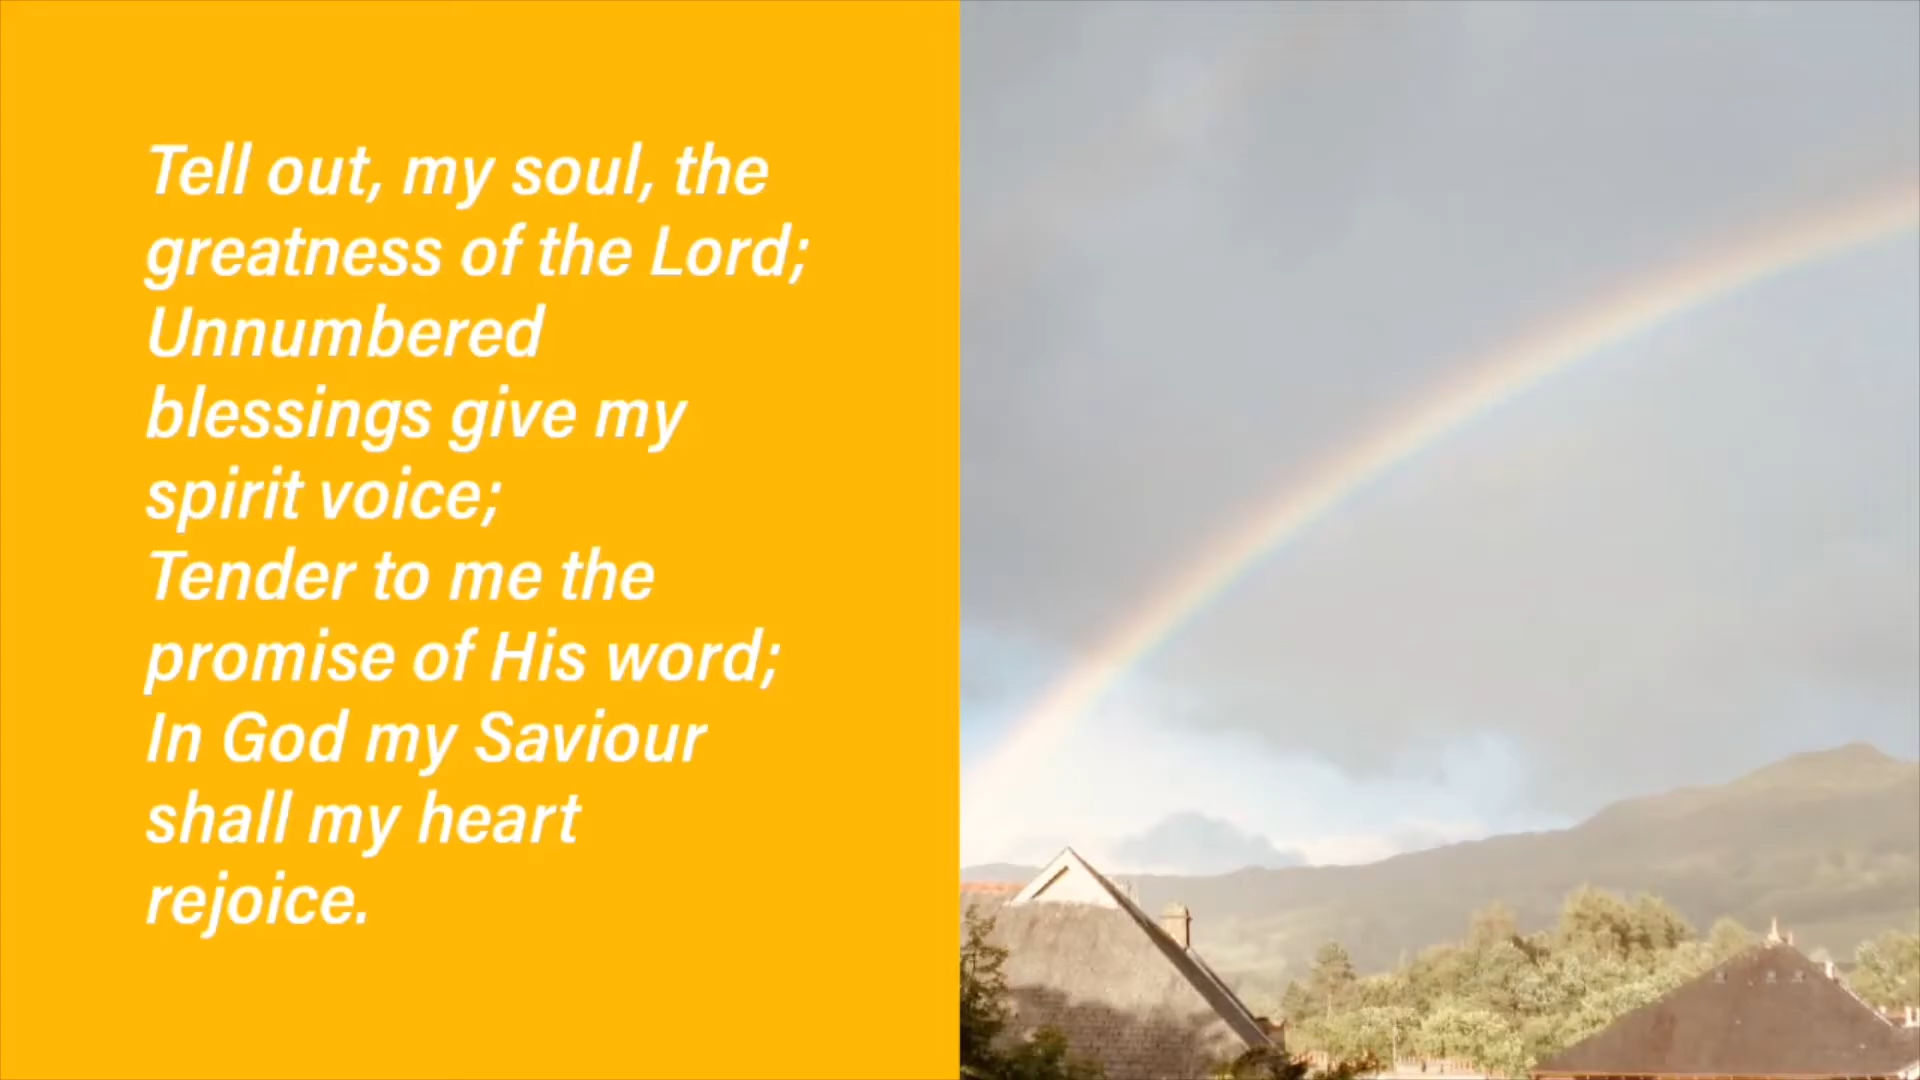 Tell out, my soul, the
greatness of the Lord;
Unnumbered
blessings give my
spirit voice;
Tender to me the
promise of His word;
In God my Saviour
shall my heart
rejoice.